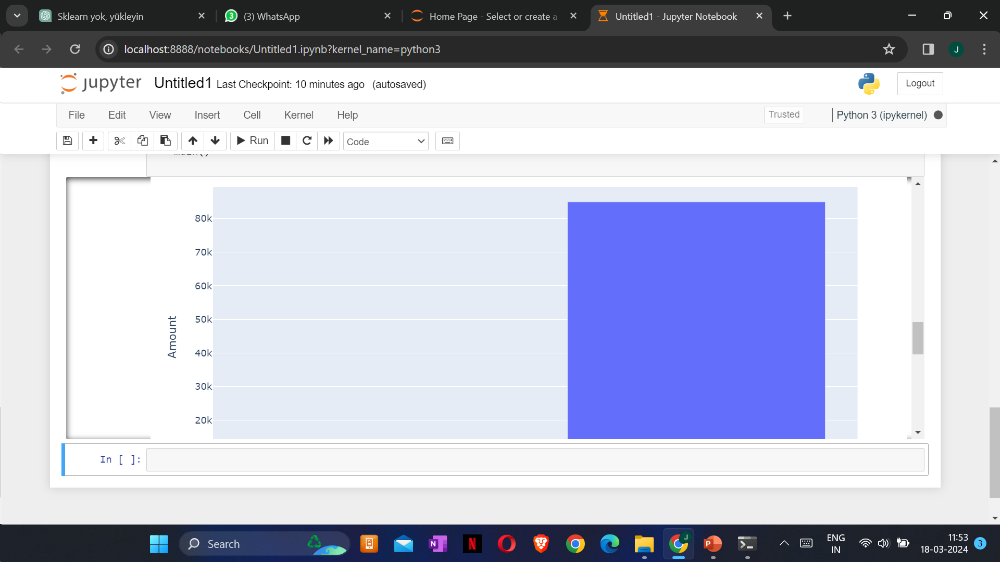 Sklearn yok, yükleyin
3
(3) WhatsApp
Home Page - Select or create a
Untitled1 - Jupyter Notebook
localhost:8888/notebooks/Untitled1.ipynb?kernel_name=python3
J
jupyter
Untitled1 Last Checkpoint: 10 minutes ago (autosaved)
Logout
File Edit View Insert Cell Kernel Help
Trusted
Python 3 (ipykernel)
Run
Code
80k
70k
60k
50k
40k
30k
20k
Amount
In [ ]:
Search
N
N
J
P
ENG
IN
11:53
18-03-2024
3